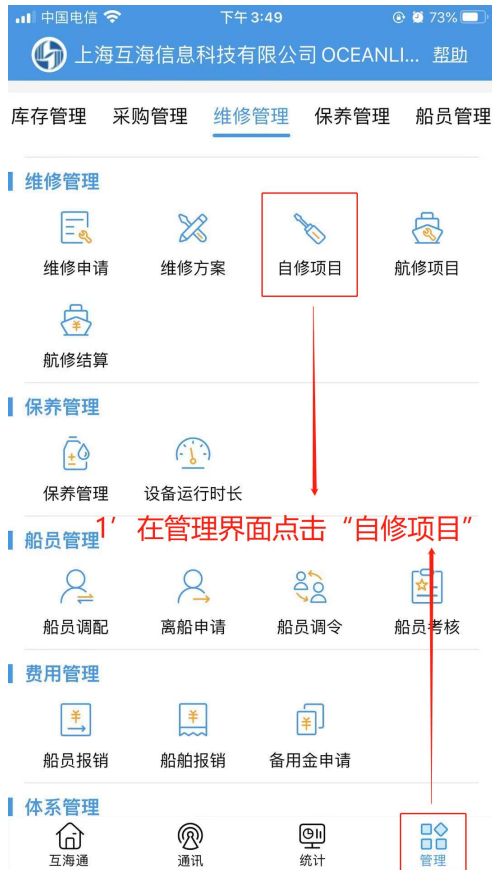 中国电信 下午3:49 73%
上海互海信息科技有限公司OCEANLI... 帮助
库存管理 采购管理 维修管理 保养管理 船员管理
维修管理
维修申请 维修方案 自修项目 航修项目
航修结算
保养管理
保养管理 设备运行时长
1’ 在管理界面点击“自修项目”
船员管理
船员调配 离船申请 船员调令 船员考核
费用管理
船员报销 船舶报销 备用金申请
体系管理
互海通 通讯 统计 管理